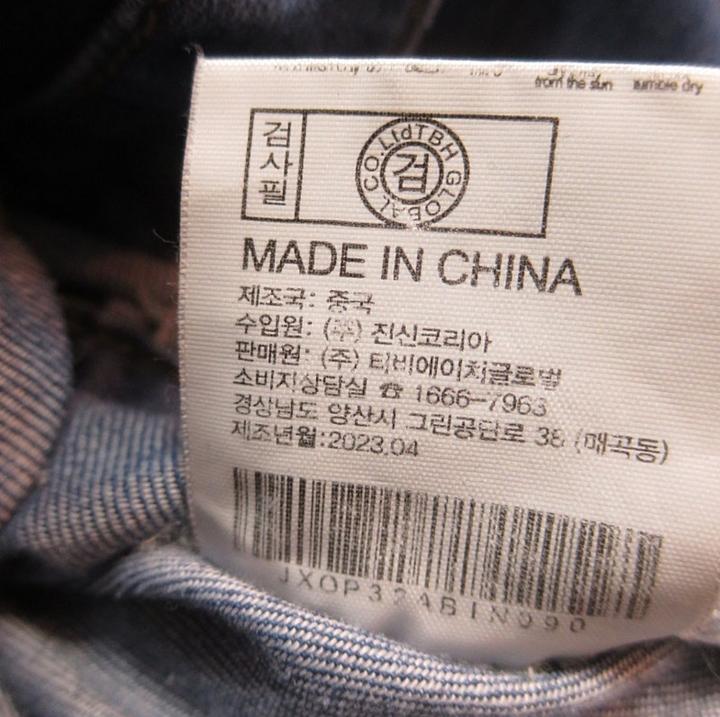 from the sun tumble dry
검사필
CO.LtdTBH GLOBAL
검
MADE IN CHINA
제조국: 중국
수입원: (주) 진신코리아
판매원: (주) 티비에이치글로벌
소비자상담실 ☎ 1666-7963
경상남도 양산시 그린공단로 38 (매곡동)
제조년월:2023.04
JXOP32ABIN090